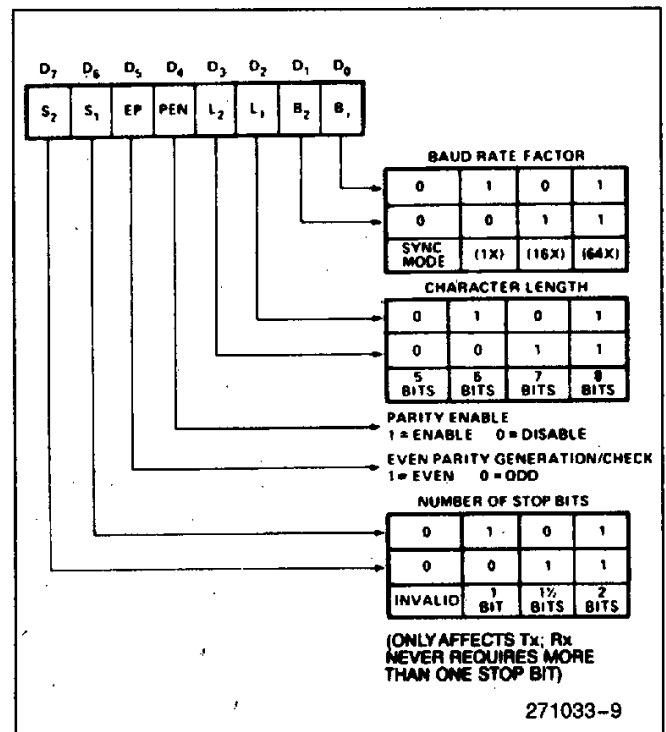 D₇ D₆ D₅ D₄ D₃ D₂ D₁ D₀
S₂ S₁ EP PEN L₂ L₁ B₂ B₁
BAUD RATE FACTOR
0 1 0 1
0 0 1 1
SYNC MODE (1X) (16X) (64X)
CHARACTER LENGTH
0 1 0 1
0 0 1 1
5 BITS 6 BITS 7 BITS 8 BITS
PARITY ENABLE
1 = ENABLE 0 = DISABLE
EVEN PARITY GENERATION/CHECK
1 = EVEN 0 = ODD
NUMBER OF STOP BITS
0 1 0 1
0 0 1 1
INVALID 1 BIT 1½ BITS 2 BITS
(ONLY AFFECTS Tx; Rx
NEVER REQUIRES MORE
THAN ONE STOP BIT)
271033–9